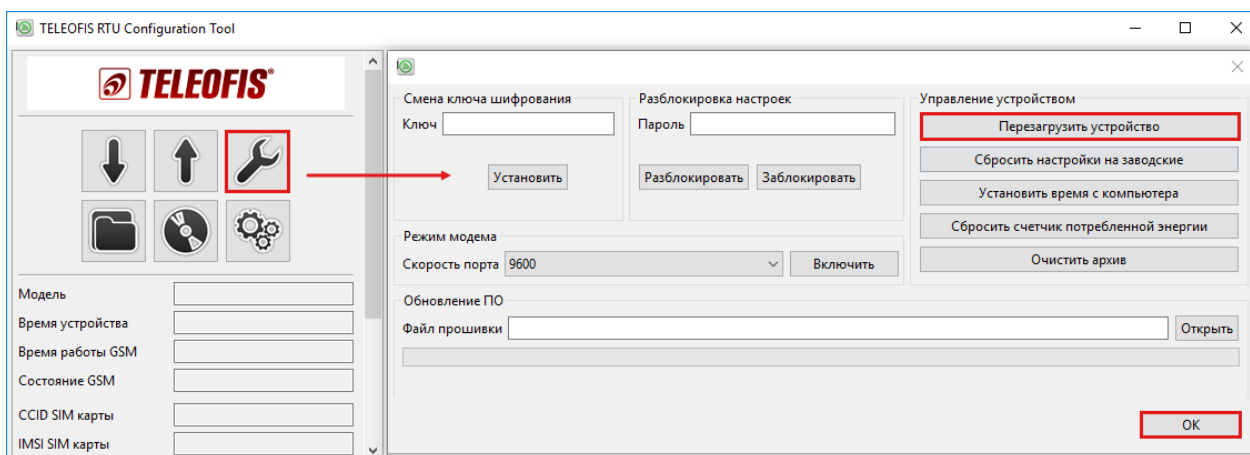 TELEOFIS RTU Configuration Tool
TELEOFIS®
Модель
Время устройства
Время работы GSM
Состояние GSM
CCID SIM карты
IMSI SIM карты
Смена ключа шифрования
Ключ
Установить
Разблокировка настроек
Пароль
Разблокировать Заблокировать
Режим модема
Скорость порта 9600 Включить
Управление устройством
Перезагрузить устройство
Сбросить настройки на заводские
Установить время с компьютера
Сбросить счетчик потребленной энергии
Очистить архив
Обновление ПО
Файл прошивки Открыть
OK